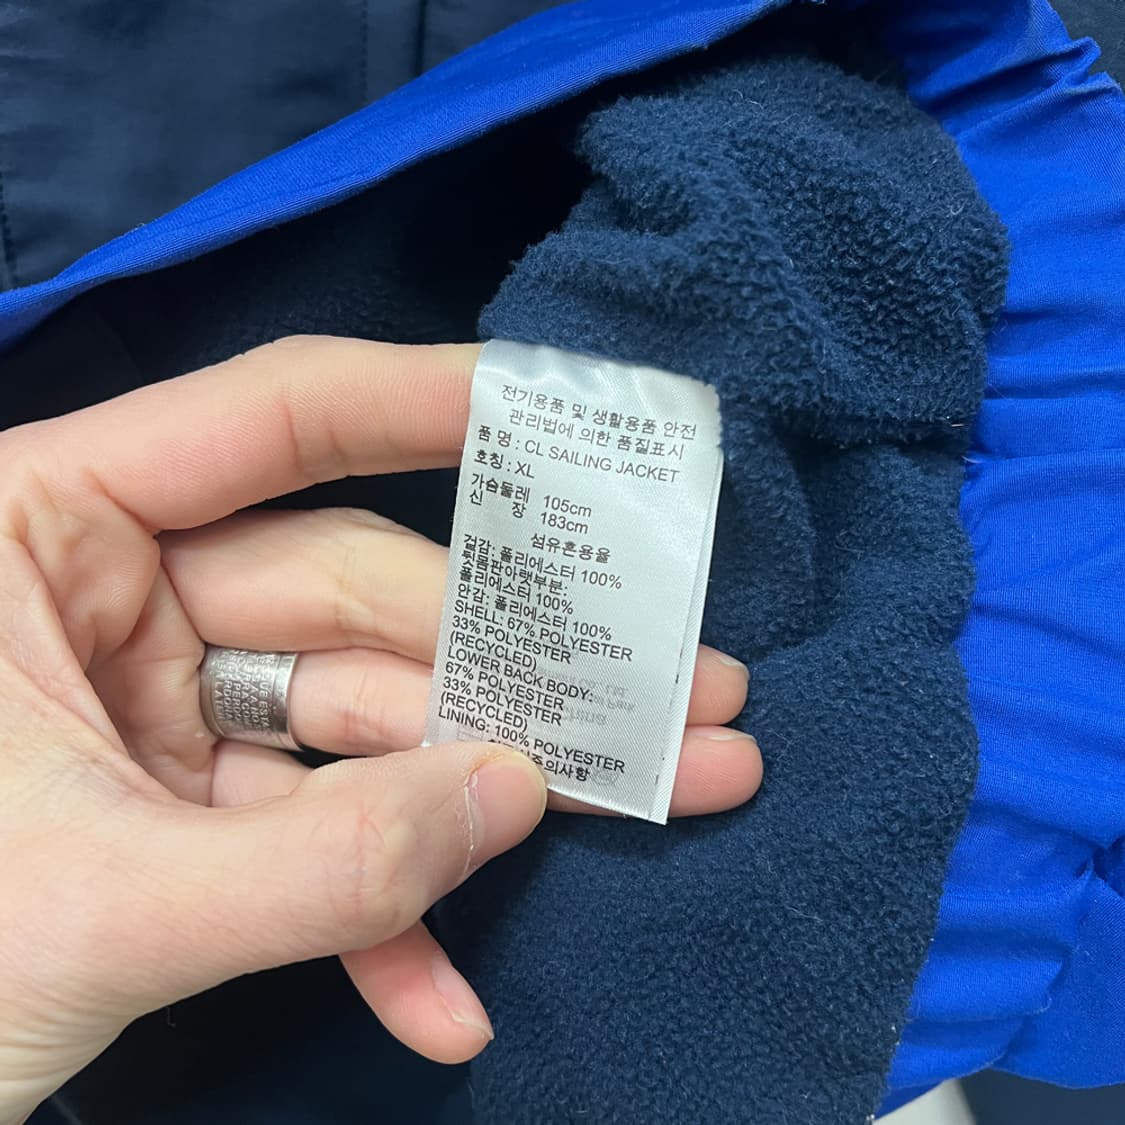 전기용품 및 생활용품 안전
관리법에 의한 품질표시
품 명 : CL SAILING JACKET
호칭 : XL
가슴둘레 105cm
신 장 183cm
섬유혼용율
겉감: 폴리에스터 100%
뒷몸판아랫부분:
폴리에스터 100%
안감: 폴리에스터 100%
SHELL: 67% POLYESTER
33% POLYESTER
(RECYCLED)
LOWER BACK BODY:
67% POLYESTER
33% POLYESTER
(RECYCLED)
LINING: 100% POLYESTER
주의사항